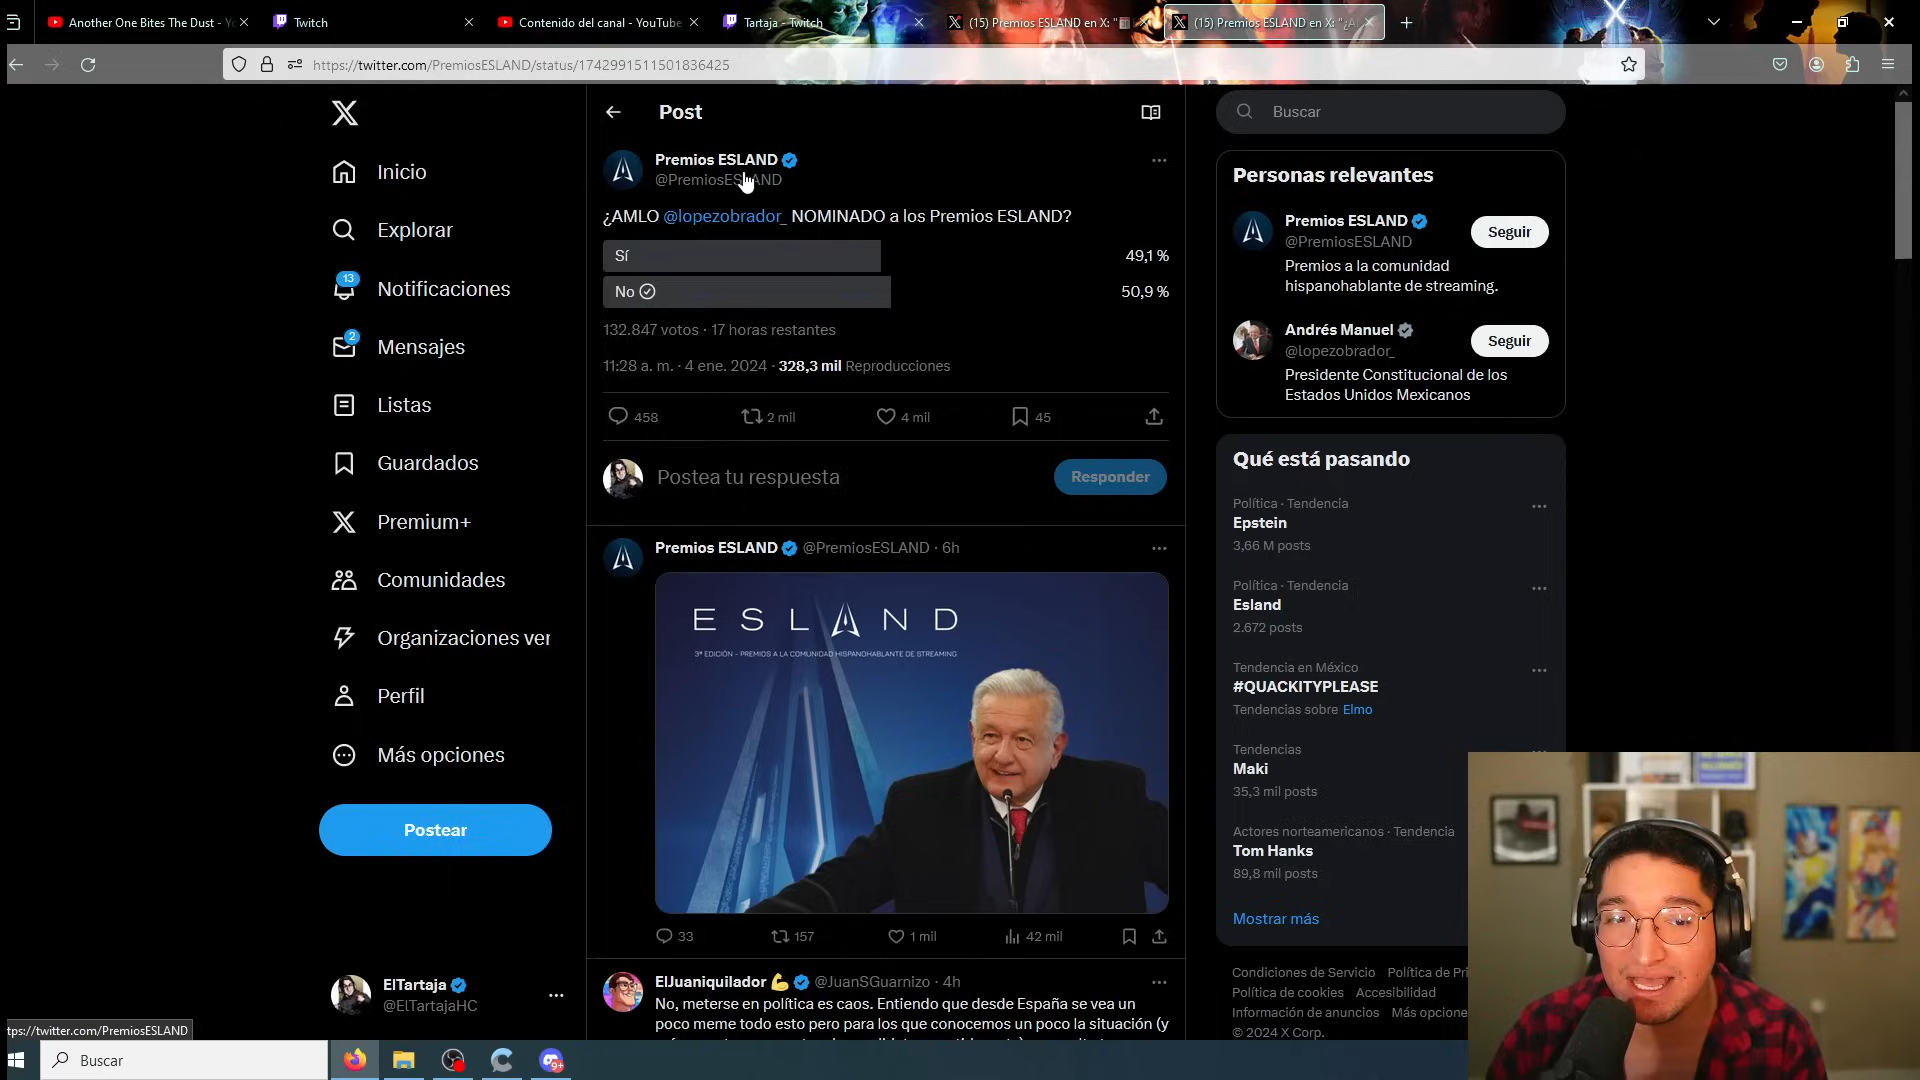 Another One Bites The Dust - Yo
Twitch
Contenido del canal - YouTube
Tartaja - Twitch
(15) Premios ESLAND en X: "
(15) Premios ESLAND en X: "¿A
https://twitter.com/PremiosESLAND/status/1742991511501836425
Inicio
Explorar
13
Notificaciones
2
Mensajes
Listas
Guardados
Premium+
Comunidades
Organizaciones ver
Perfil
Más opciones
Postear
ElTartaja
@ElTartajaHC
Post
Premios ESLAND
@PremiosESLAND
¿AMLO @lopezobrador_ NOMINADO a los Premios ESLAND?
Sí 49,1 %
No 50,9 %
132.847 votos · 17 horas restantes
11:28 a. m. · 4 ene. 2024 · 328,3 mil Reproducciones
458 2 mil 4 mil 45
Postea tu respuesta
Responder
Premios ESLAND @PremiosESLAND · 6h
ESLAND
3ª EDICIÓN - PREMIOS A LA COMUNIDAD HISPANOHABLANTE DE STREAMING
33 157 1 mil 42 mil
ElJuaniquilador @JuanSGuarnizo · 4h
No, meterse en política es caos. Entiendo que desde España se vea un
poco meme todo esto pero para los que conocemos un poco la situación (y
Buscar
Personas relevantes
Premios ESLAND
@PremiosESLAND
Seguir
Premios a la comunidad
hispanohablante de streaming.
Andrés Manuel
@lopezobrador_
Seguir
Presidente Constitucional de los
Estados Unidos Mexicanos
Qué está pasando
Política · Tendencia
Epstein
3,66 M posts
Política · Tendencia
Esland
2.672 posts
Tendencia en México
#QUACKITYPLEASE
Tendencias sobre Elmo
Tendencias
Maki
35,3 mil posts
Actores norteamericanos · Tendencia
Tom Hanks
89,8 mil posts
Mostrar más
Condiciones de Servicio Política de Pri
Política de cookies Accesibilidad
Información de anuncios Más opcione
© 2024 X Corp.
tps://twitter.com/PremiosESLAND
Buscar
9+